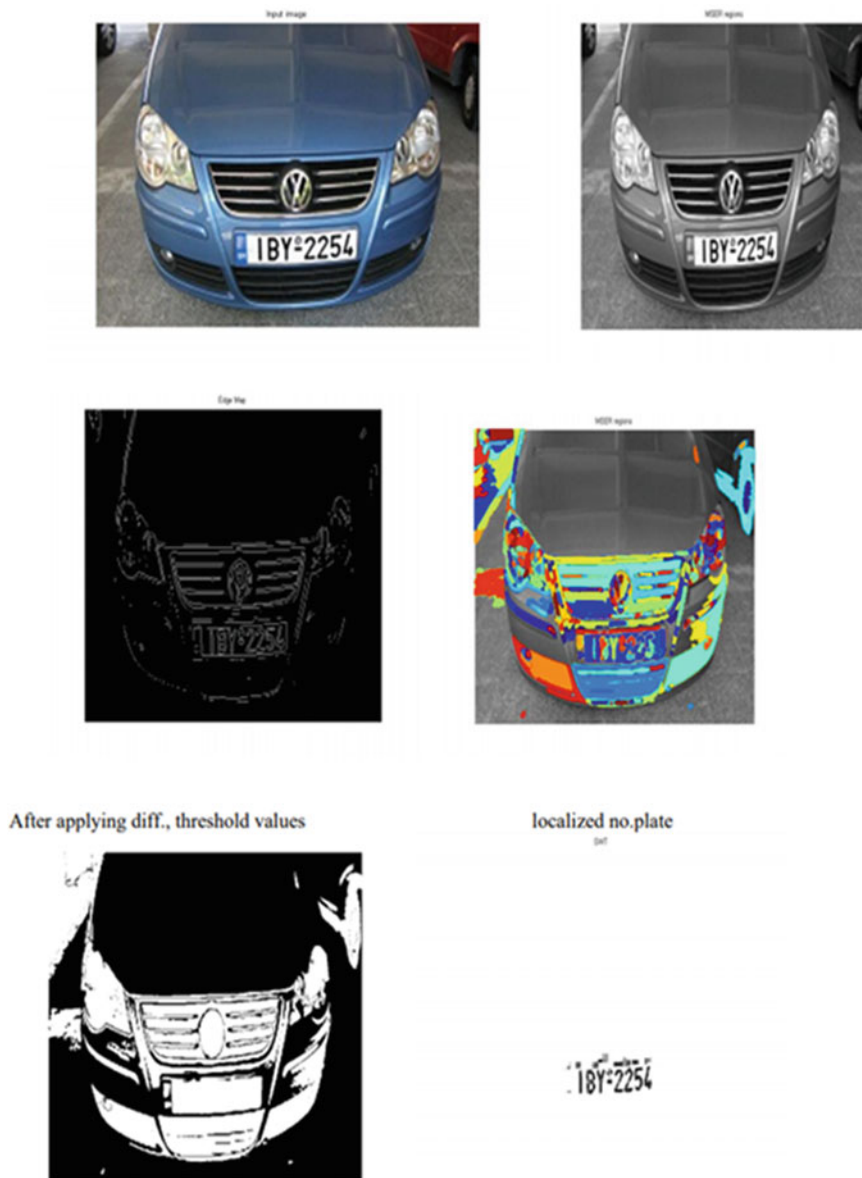 Input image
MSER regions
IBY-2254
IBY-2254
Edge Map
MSER regions
IBY-2254
After applying diff., threshold values
localized no.plate
SWT
IBY-2254